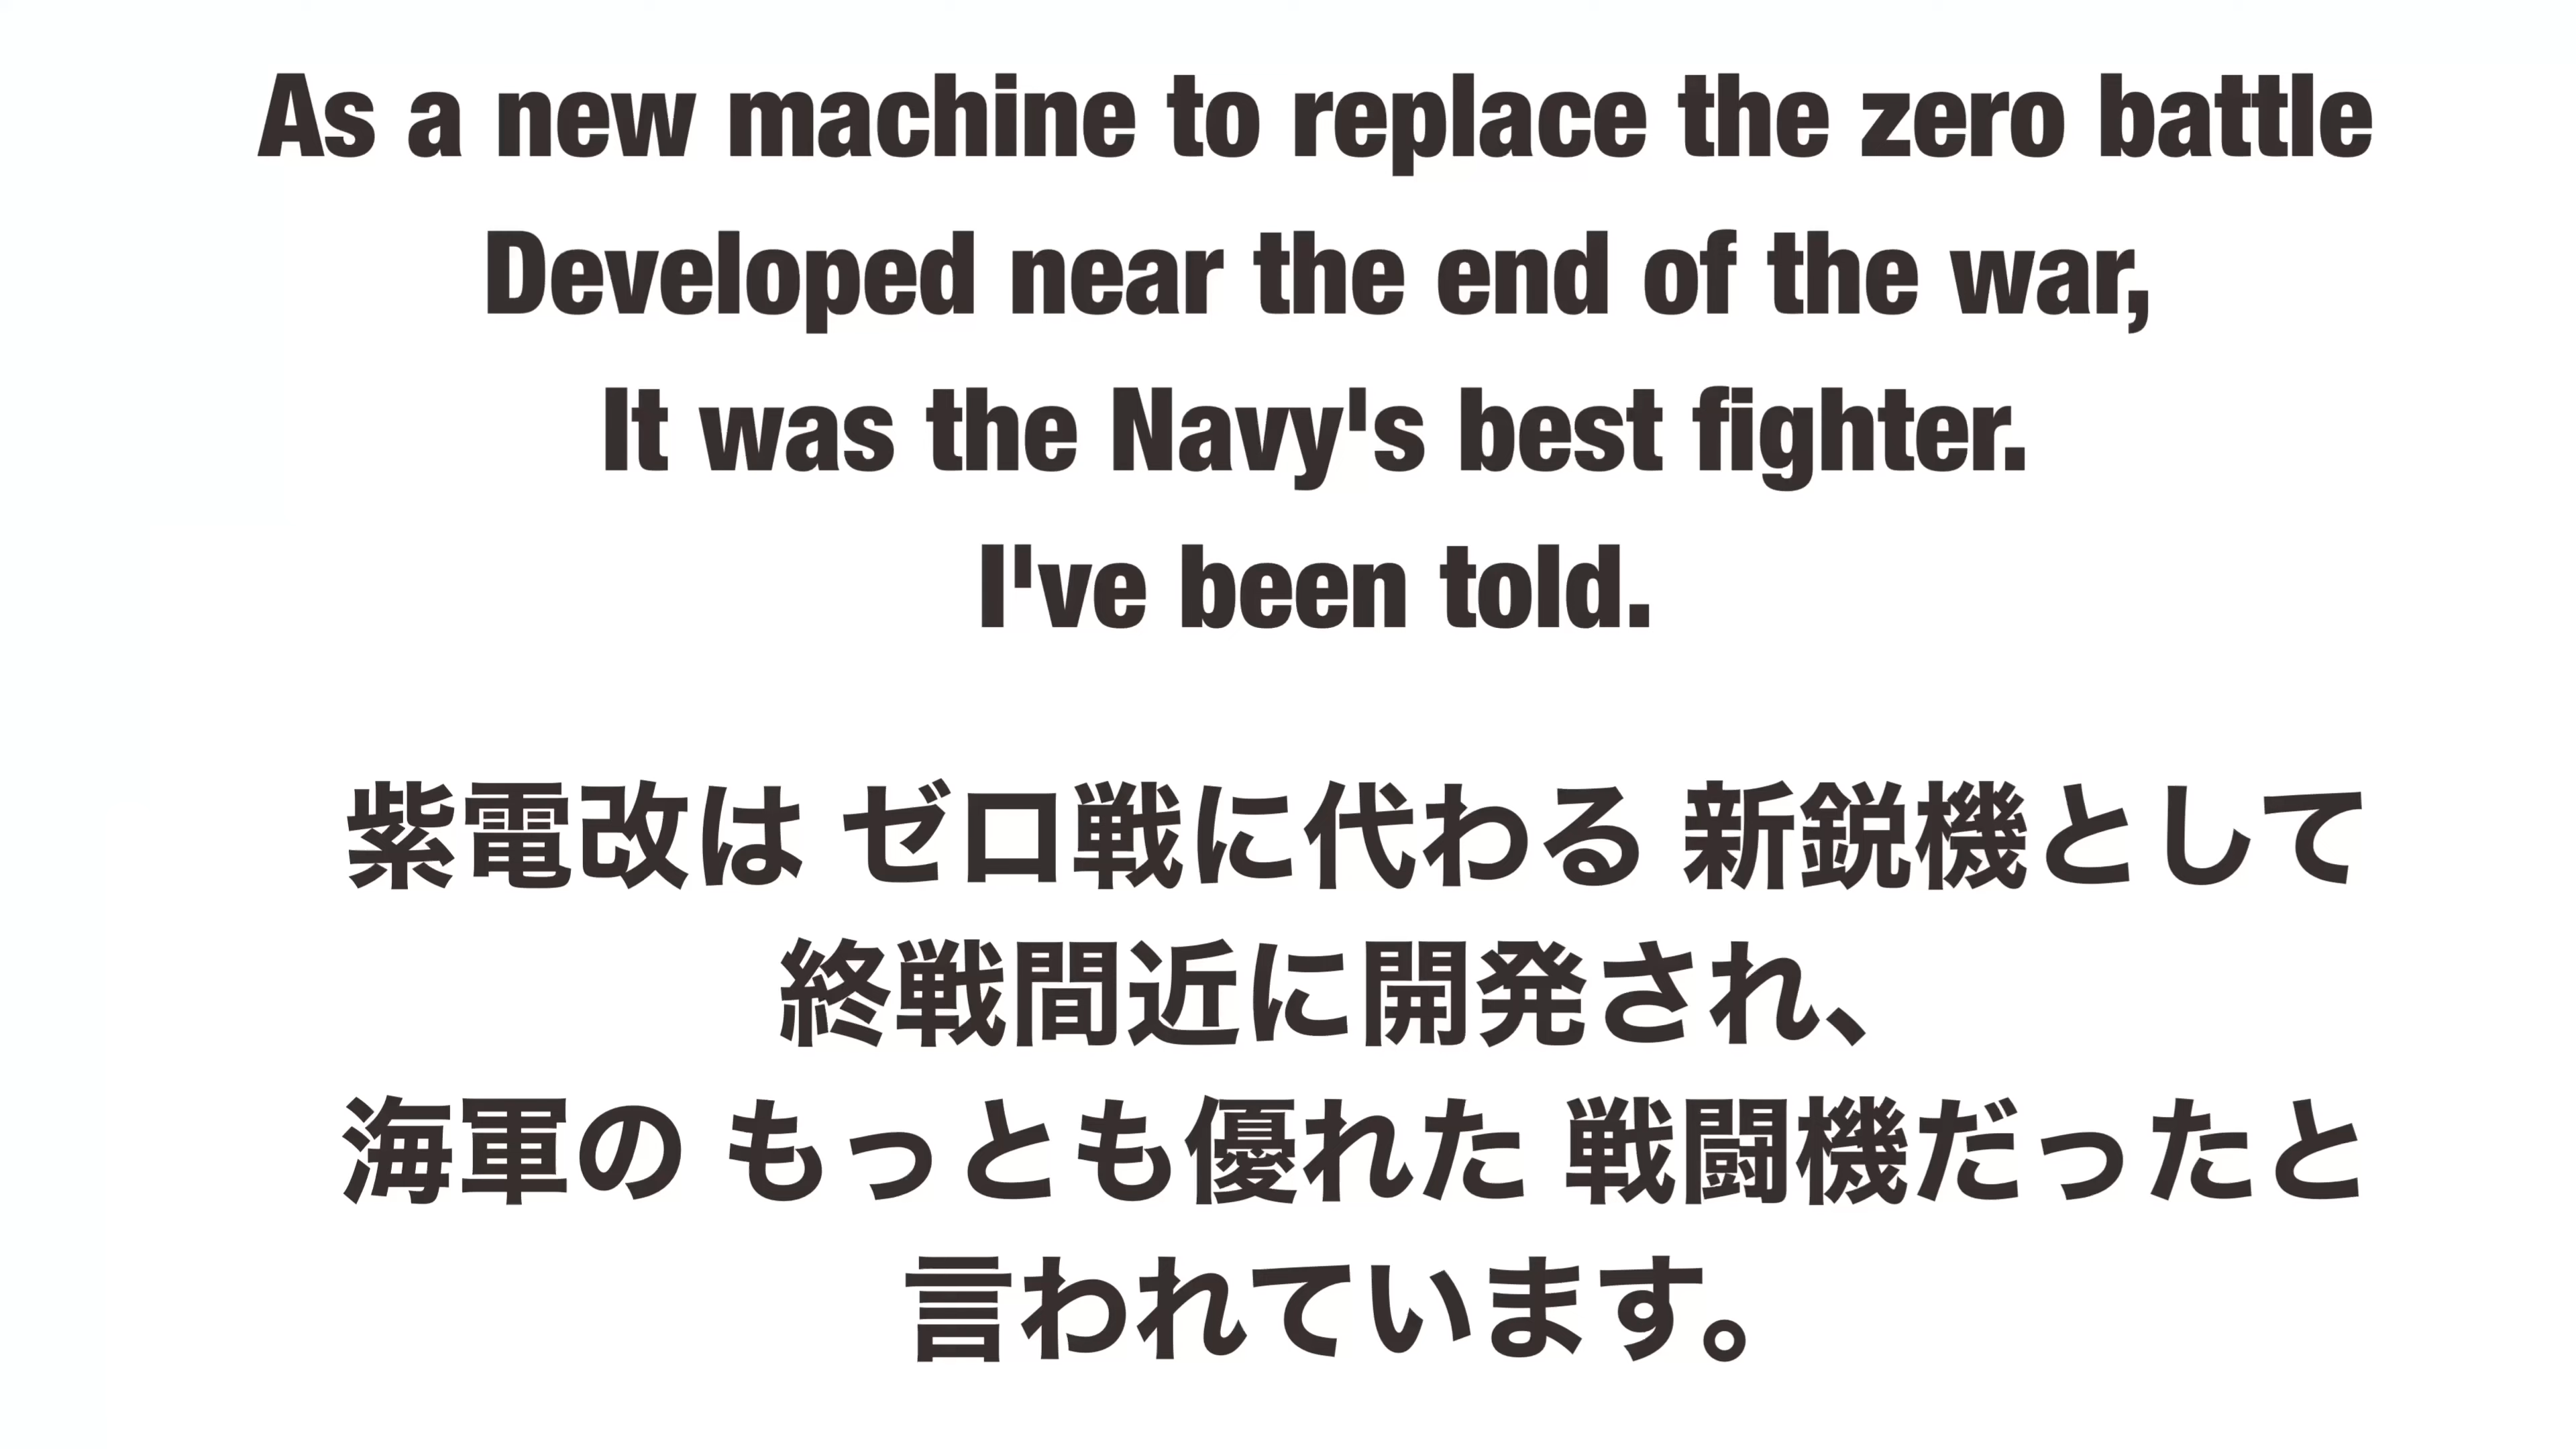 As a new machine to replace the zero battle
Developed near the end of the war,
It was the Navy's best fighter.
I've been told.
紫電改は ゼロ戦に代わる 新鋭機として
終戦間近に開発され、
海軍の もっとも優れた 戦闘機だったと
言われています。